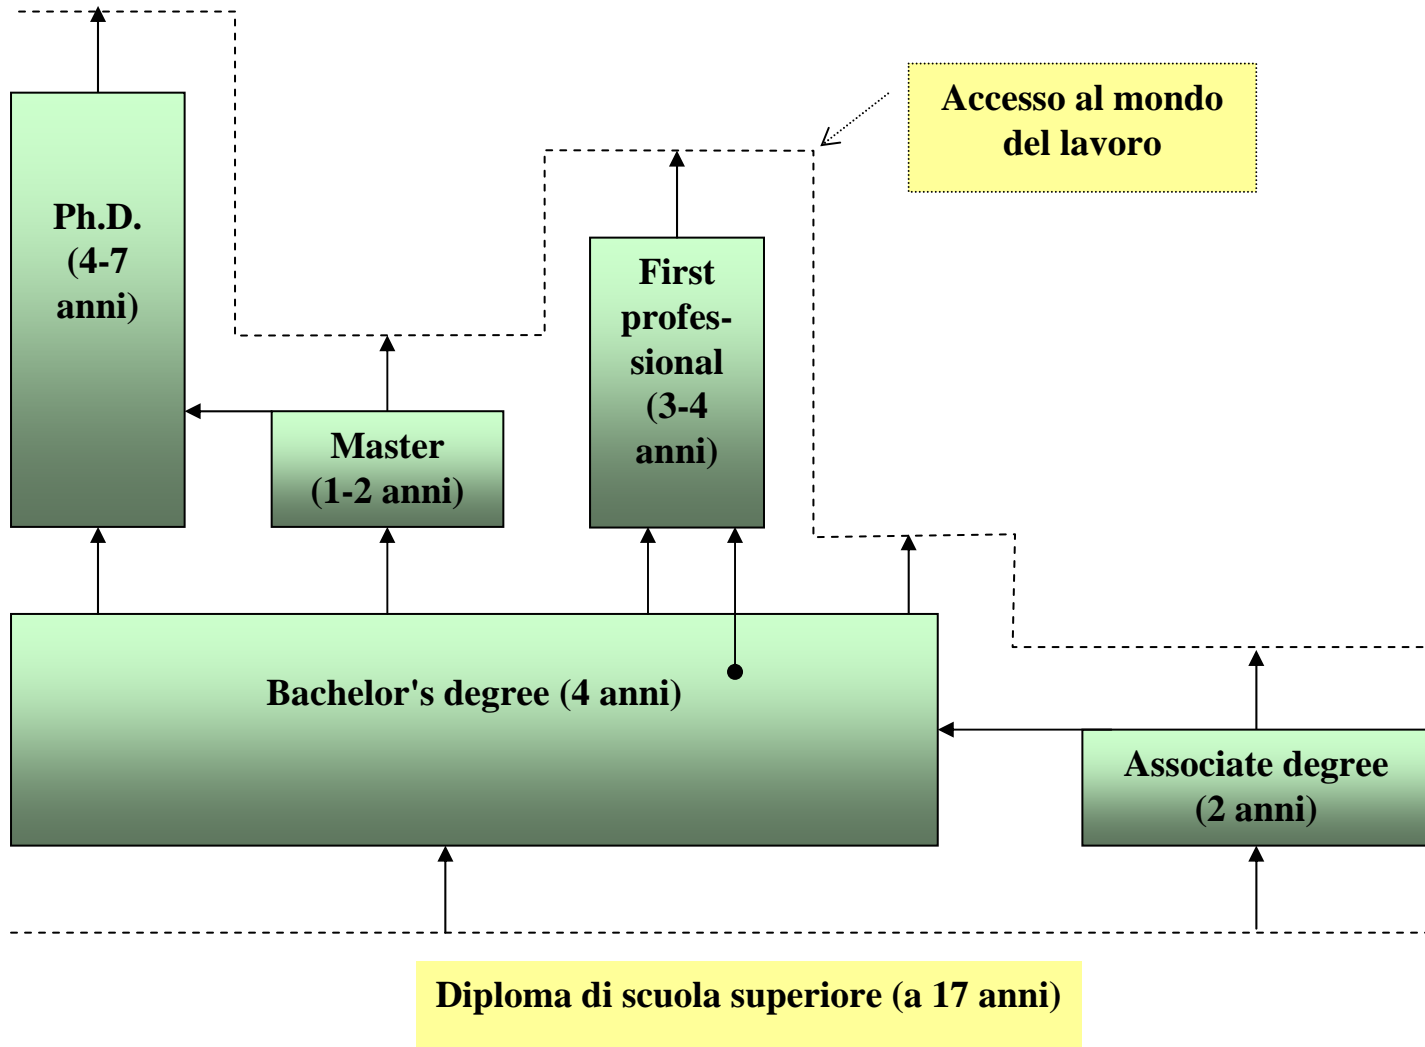 Accesso al mondo
del lavoro
Ph.D.
(4-7
anni)
First
profes-
sional
(3-4
anni)
Master
(1-2 anni)
Bachelor's degree (4 anni)
Associate degree
(2 anni)
Diploma di scuola superiore (a 17 anni)